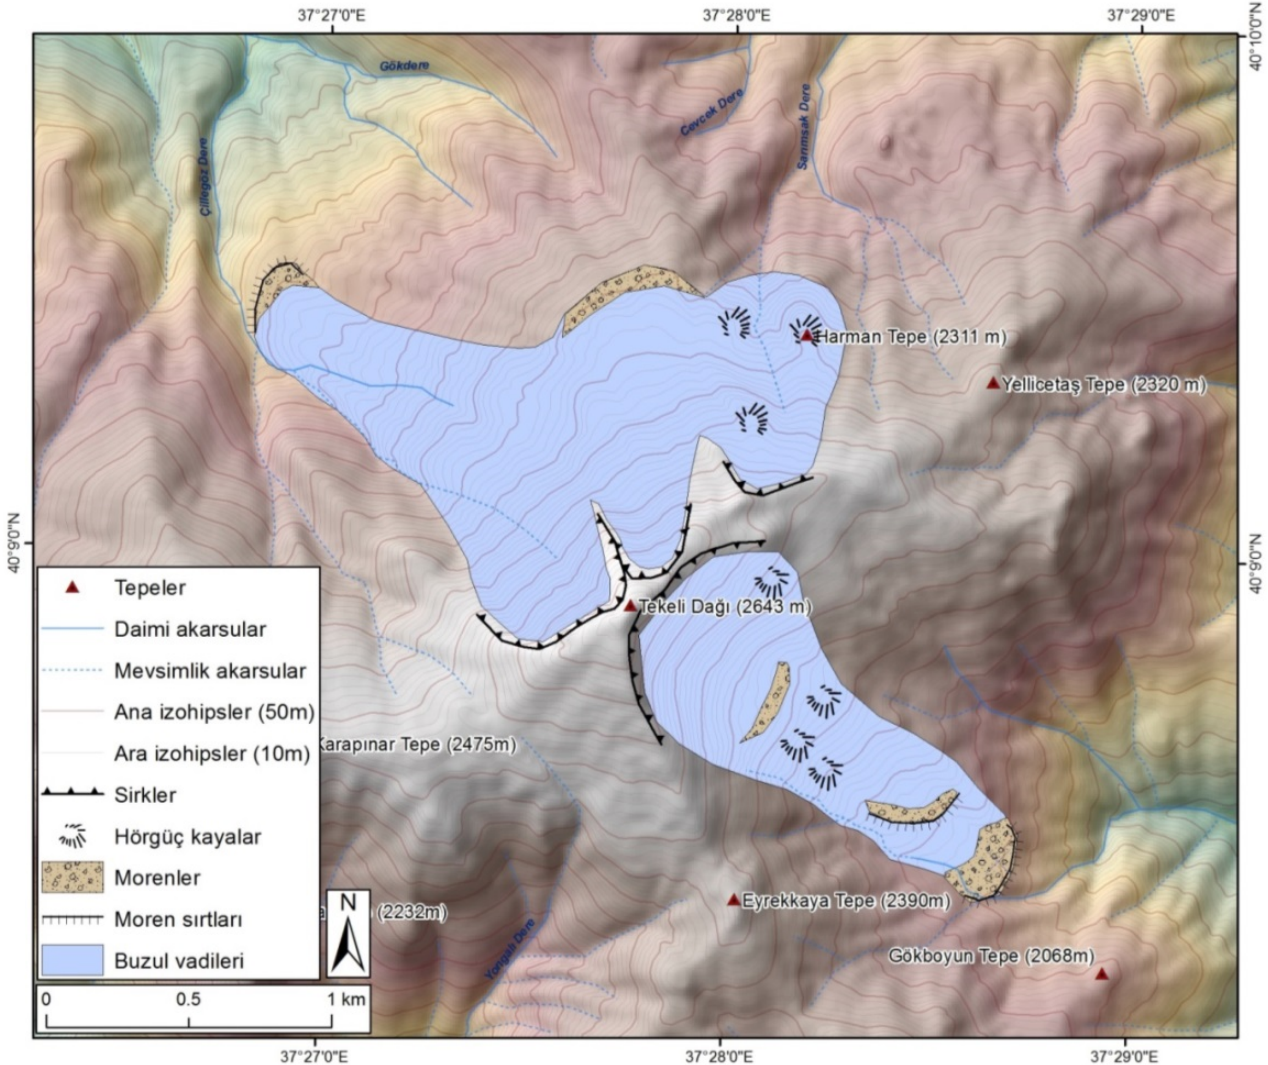 37°27'0"E
37°28'0"E
37°29'0"E
40°10'0"N
Gökdere
Cevcek Dere
Sarımsak Dere
Çillegöz Dere
Harman Tepe (2311 m)
Yellicetaş Tepe (2320 m)
40°9'0"N
40°9'0"N
Tekeli Dağı (2643 m)
Karapınar Tepe (2475m)
Tepeler
Daimi akarsular
Mevsimlik akarsular
Ana izohipsler (50m)
Ara izohipsler (10m)
Sirkler
Hörgüç kayalar
Morenler
Moren sırtları
Buzul vadileri
(2232m)
N
Eyrekkaya Tepe (2390m)
Yongalı Dere
Gökboyun Tepe (2068m)
0
0.5
1 km
37°27'0"E
37°28'0"E
37°29'0"E